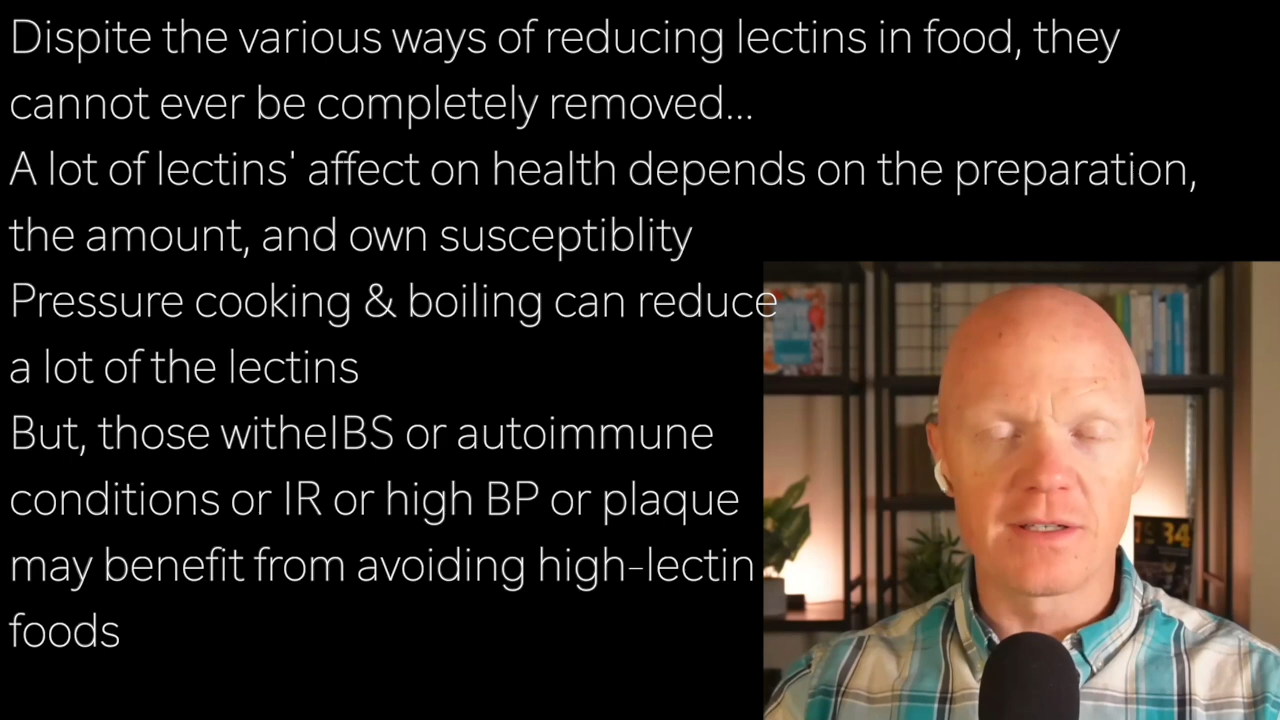 Dispite the various ways of reducing lectins in food, they
cannot ever be completely removed...
A lot of lectins' affect on health depends on the preparation,
the amount, and own susceptiblity
Pressure cooking & boiling can reduce
a lot of the lectins
But, those witheIBS or autoimmune
conditions or IR or high BP or plaque
may benefit from avoiding high-lectin
foods